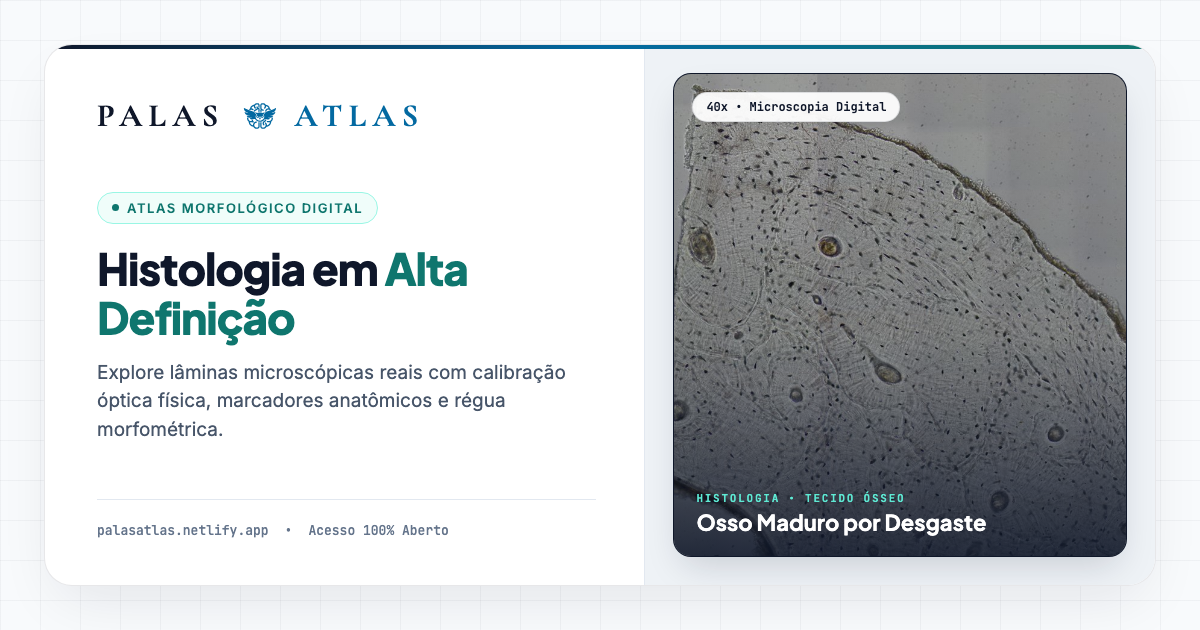 PALAS ATLAS
ATLAS MORFOLÓGICO DIGITAL
Histologia em Alta
Definição
Explore lâminas microscópicas reais com calibração
óptica física, marcadores anatômicos e régua
morfométrica.
palasatlas.netlify.app • Acesso 100% Aberto
40x • Microscopia Digital
HISTOLOGIA • TECIDO ÓSSEO
Osso Maduro por Desgaste